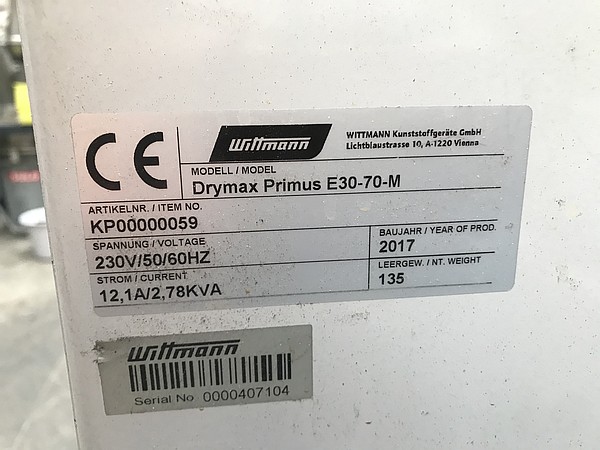 CE
Wittmann
WITTMANN Kunststoffgeräte GmbH
Lichtblaustrasse 10, A-1220 Vienna
MODELL / MODEL
Drymax Primus E30-70-M
ARTIKELNR. / ITEM NO.
KP00000059
SPANNUNG / VOLTAGE
230V/50/60HZ
BAUJAHR / YEAR OF PROD.
2017
STROM / CURRENT
12,1A/2,78KVA
LEERGEW. / NT. WEIGHT
135
Wittmann
Serial No 0000407104